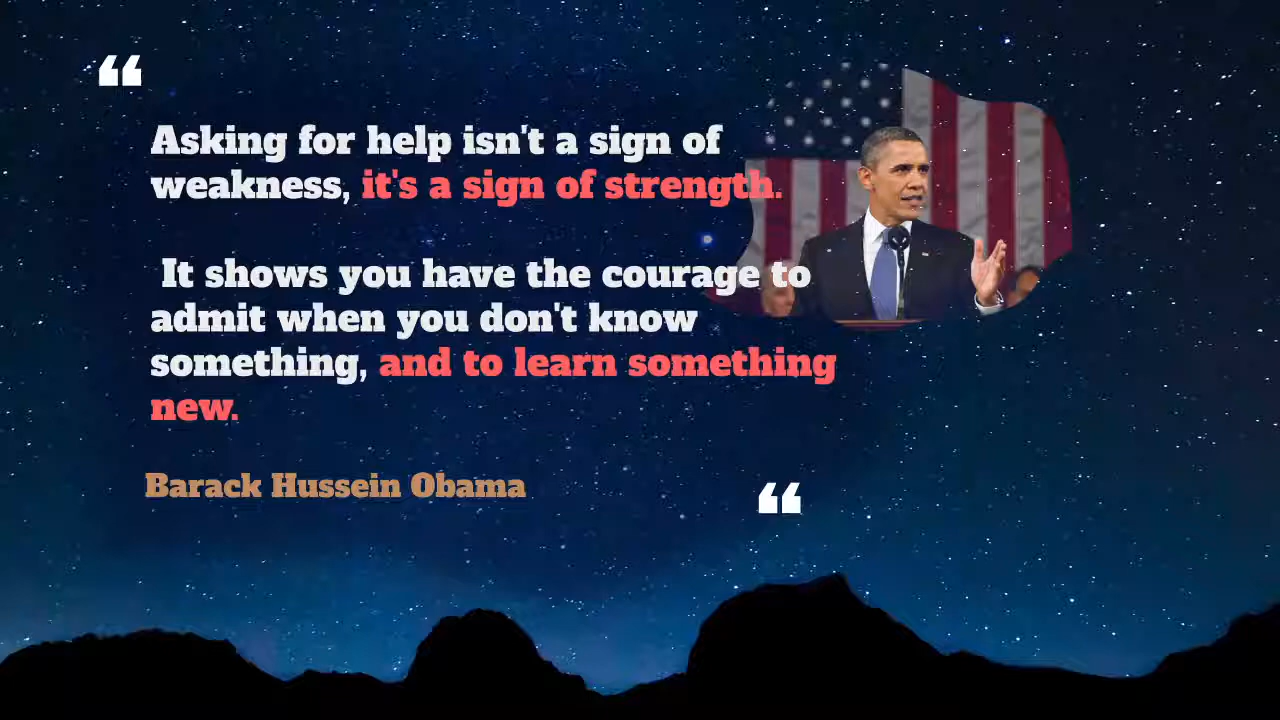 ❝
Asking for help isn't a sign of
weakness, it's a sign of strength.
It shows you have the courage to
admit when you don't know
something, and to learn something
new.
Barack Hussein Obama
❝